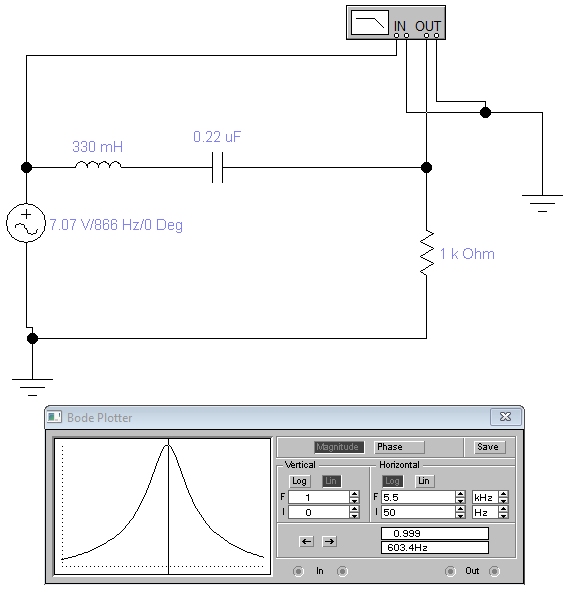 IN OUT
0.22 uF
330 mH
7.07 V/866 Hz/0 Deg
1 k Ohm
Bode Plotter
Magnitude Phase Save
Vertical Horizontal
Log Lin Log Lin
F 1 F 5.5 kHz
I 0 I 50 Hz
0.999
603.4Hz
In Out